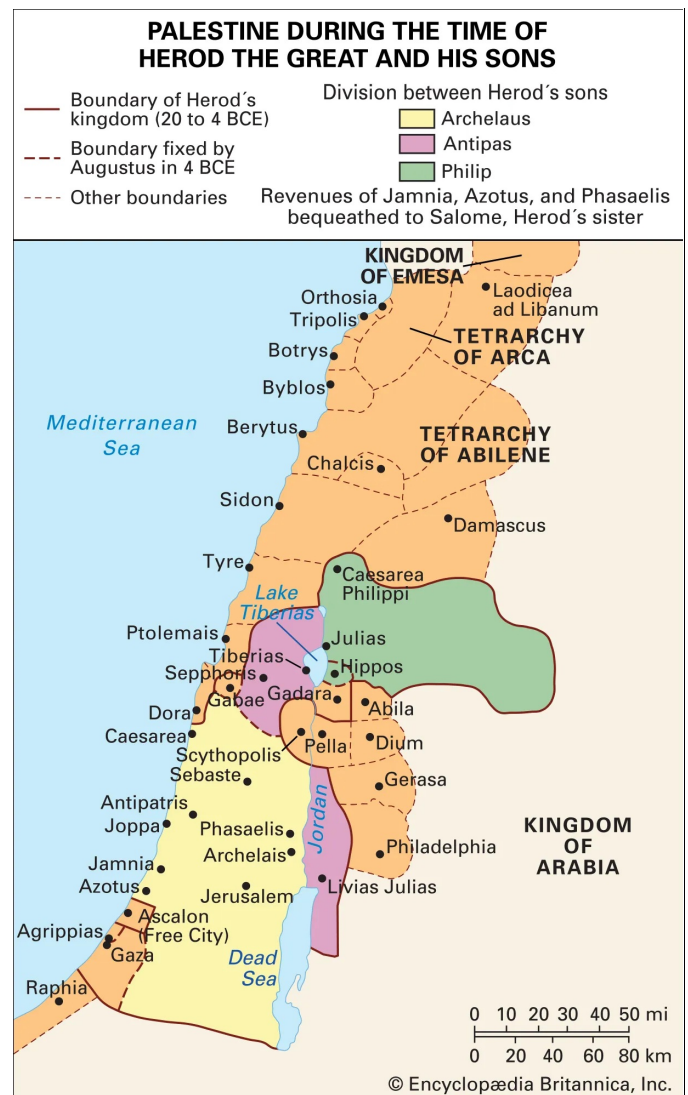 PALESTINE DURING THE TIME OF
HEROD THE GREAT AND HIS SONS
Boundary of Herod´s
kingdom (20 to 4 BCE)
Boundary fixed by
Augustus in 4 BCE
Other boundaries
Division between Herod´s sons
Archelaus
Antipas
Philip
Revenues of Jamnia, Azotus, and Phasaelis
bequeathed to Salome, Herod´s sister
KINGDOM
OF EMESA
Laodicea
ad Libanum
Orthosia
Tripolis
TETRARCHY
OF ARCA
Botrys
Byblos
Mediterranean
Sea
Berytus
TETRARCHY
OF ABILENE
Chalcis
Sidon
Damascus
Tyre
Caesarea
Philippi
Lake
Tiberias
Ptolemais
Julias
Tiberias
Hippos
Sepphoris
Gadara
Gabae
Abila
Dora
Caesarea
Pella
Dium
Scythopolis
Sebaste
Gerasa
Antipatris
Joppa
Jordan
Phasaelis
KINGDOM
OF
ARABIA
Archelais
Philadelphia
Jamnia
Azotus
Jerusalem
Livias Julias
Ascalon
(Free City)
Agrippias
Gaza
Dead
Sea
Raphia
0 10 20 30 40 50 mi
0 20 40 60 80 km
© Encyclopædia Britannica, Inc.